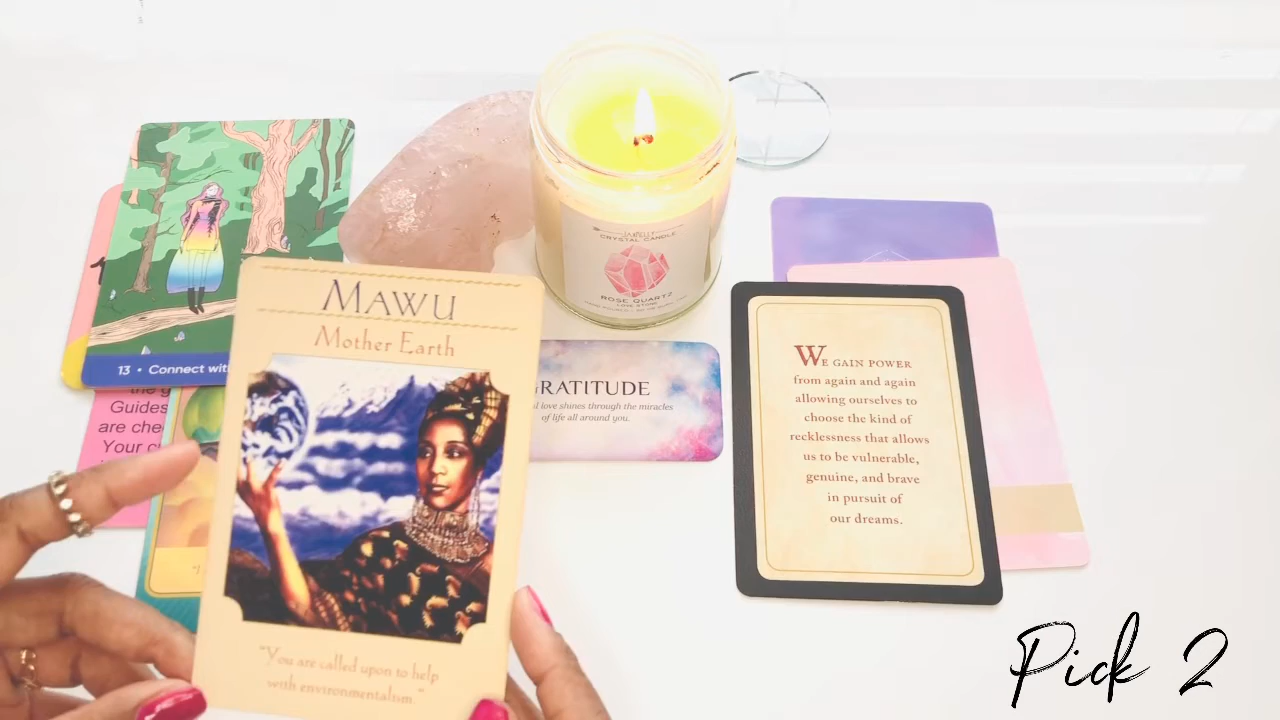 13 • Connect with
the g
Guides
are che
Your c
MAWU
Mother Earth
"You are called upon to help
with environmentalism."
CRYSTAL CANDLE
ROSE QUARTZ
LOVE STONE
RATITUDE
l love shines through the miracles
of life all around you.
WE GAIN POWER
from again and again
allowing ourselves to
choose the kind of
recklessness that allows
us to be vulnerable,
genuine, and brave
in pursuit of
our dreams.
Pick 2